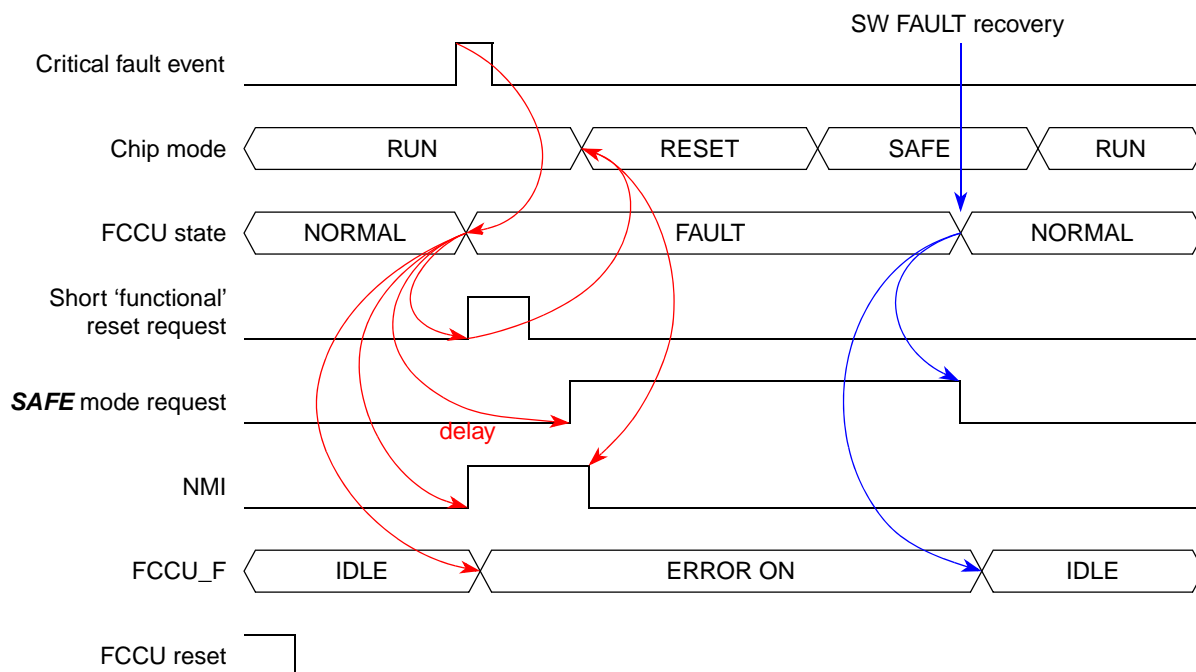 SW FAULT recovery
Critical fault event
Chip mode
RUN
RESET
SAFE
RUN
FCCU state
NORMAL
FAULT
NORMAL
Short ‘functional’
reset request
SAFE mode request
delay
NMI
FCCU_F
IDLE
ERROR ON
IDLE
FCCU reset